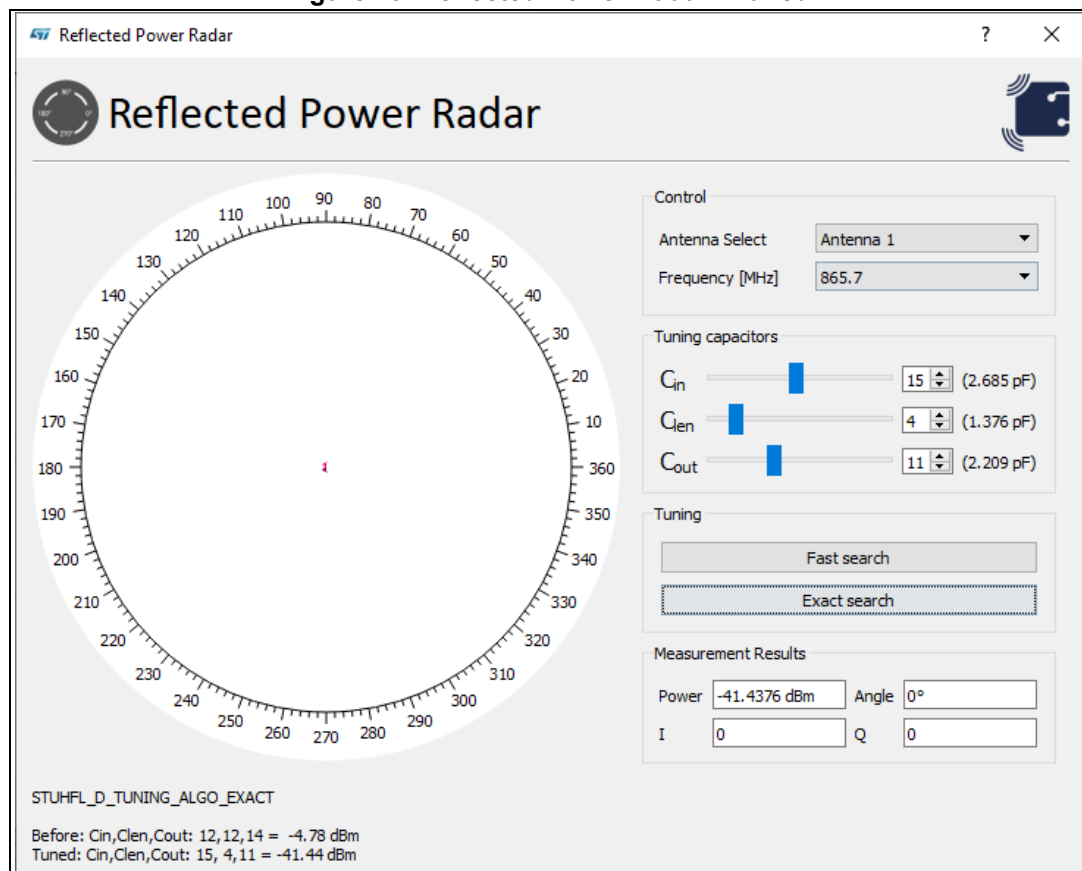 Reflected Power Radar
?
Reflected Power Radar
90°
180°
0°
270°
90
100
80
110
70
120
60
130
50
140
40
150
30
160
20
170
10
180
360
190
350
200
340
210
330
220
320
230
310
240
300
250
290
260
280
270
Control
Antenna Select Antenna 1
Frequency [MHz] 865.7
Tuning capacitors
Cin 15 (2.685 pF)
Clen 4 (1.376 pF)
Cout 11 (2.209 pF)
Tuning
Fast search
Exact search
Measurement Results
Power -41.4376 dBm Angle 0°
I 0 Q 0
STUHFL_D_TUNING_ALGO_EXACT
Before: Cin,Clen,Cout: 12,12,14 = -4.78 dBm
Tuned: Cin,Clen,Cout: 15, 4,11 = -41.44 dBm